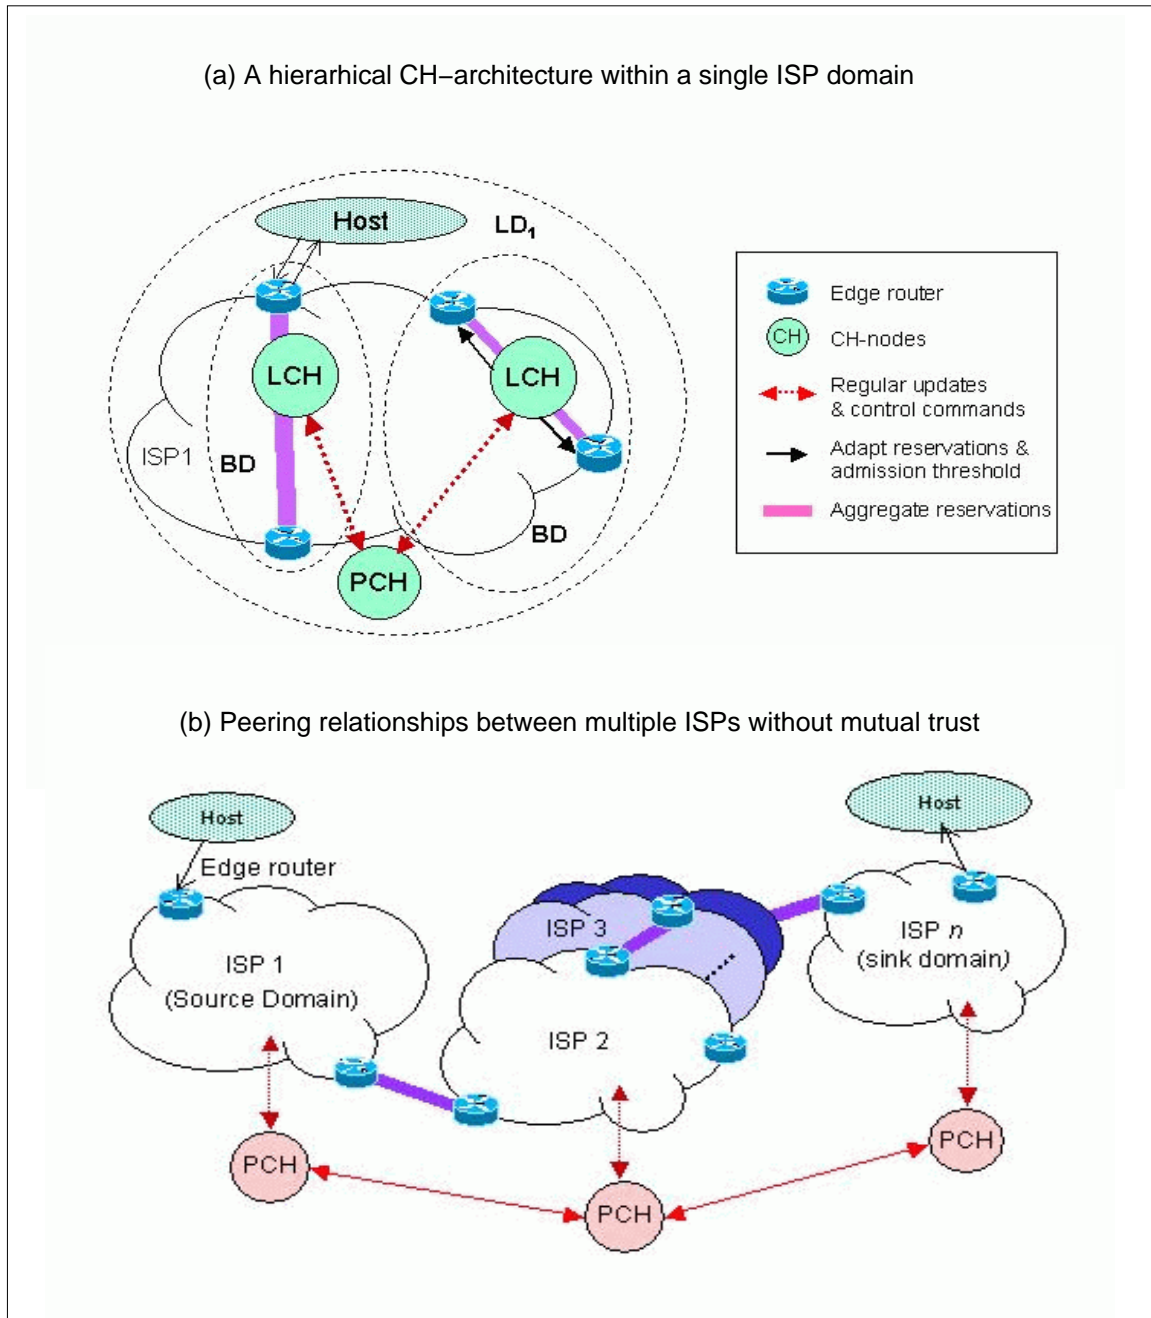 (a) A hierarhical CH−architecture within a single ISP domain
Host
LD1
LCH
LCH
ISP1
BD
BD
PCH
Edge router
CH
CH-nodes
Regular updates
& control commands
Adapt reservations &
admission threshold
Aggregate reservations
(b) Peering relationships between multiple ISPs without mutual trust
Host
Host
Edge router
ISP 3
ISP n
(sink domain)
ISP 1
(Source Domain)
ISP 2
PCH
PCH
PCH